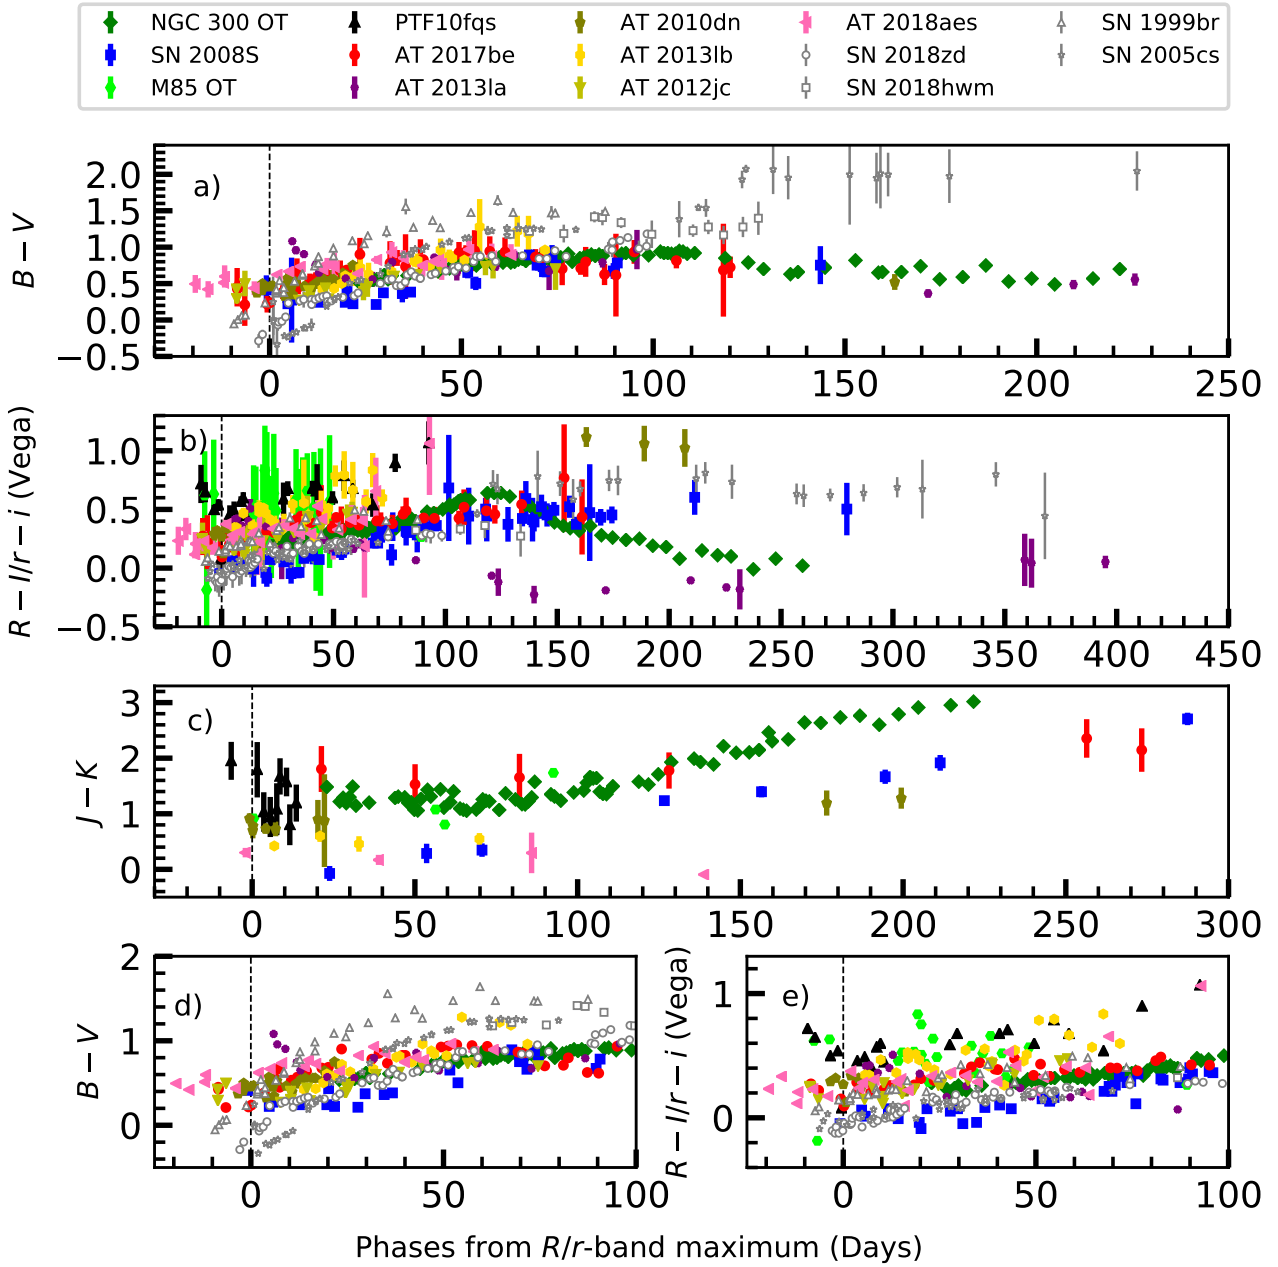 NGC 300 OT PTF10fqs AT 2010dn AT 2018aes SN 1999br
SN 2008S AT 2017be AT 2013lb SN 2018zd SN 2005cs
M85 OT AT 2013la AT 2012jc SN 2018hwm
a)
B − V
2.0
1.5
1.0
0.5
0.0
−0.5
0 50 100 150 200 250
b)
R − I/r − i (Vega)
1.0
0.5
0.0
−0.5
0 50 100 150 200 250 300 350 400 450
c)
J − K
3
2
1
0
0 50 100 150 200 250 300
d)
B − V
2
1
0
0 50 100
e)
R − I/r − i (Vega)
1
0
0 50 100
Phases from R/r-band maximum (Days)